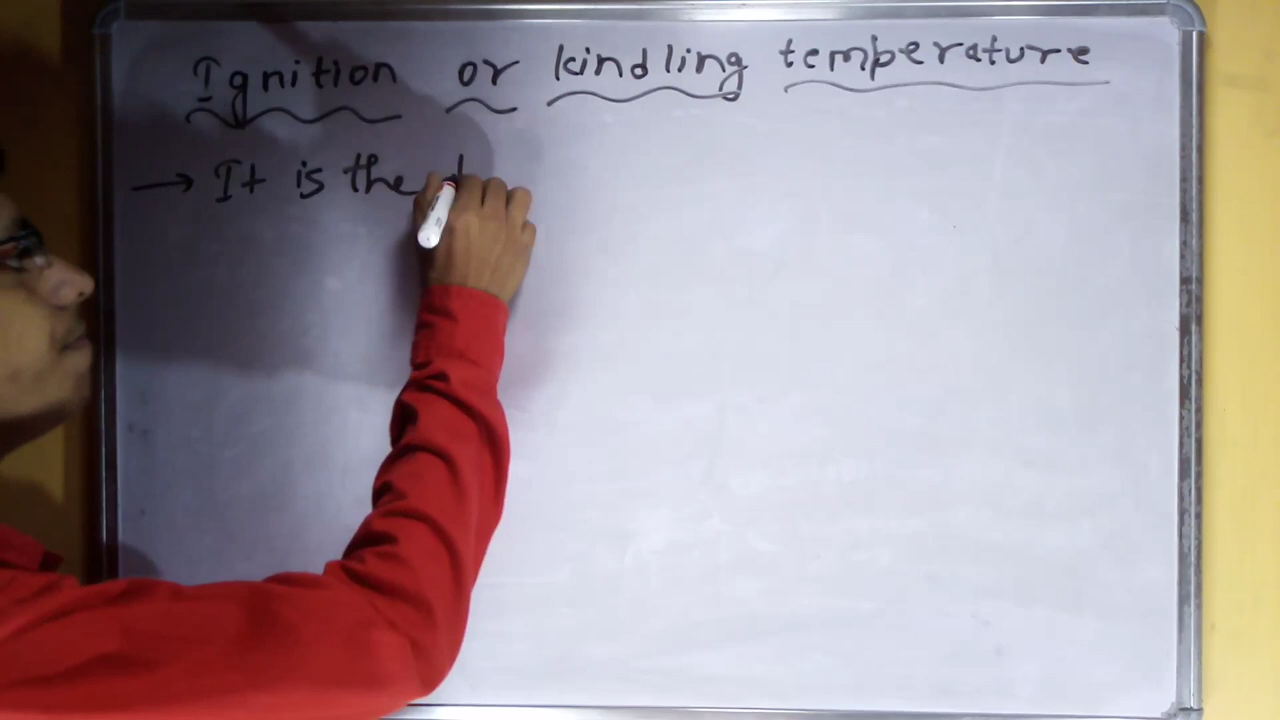 Ignition or kindling temperature
→ It is the